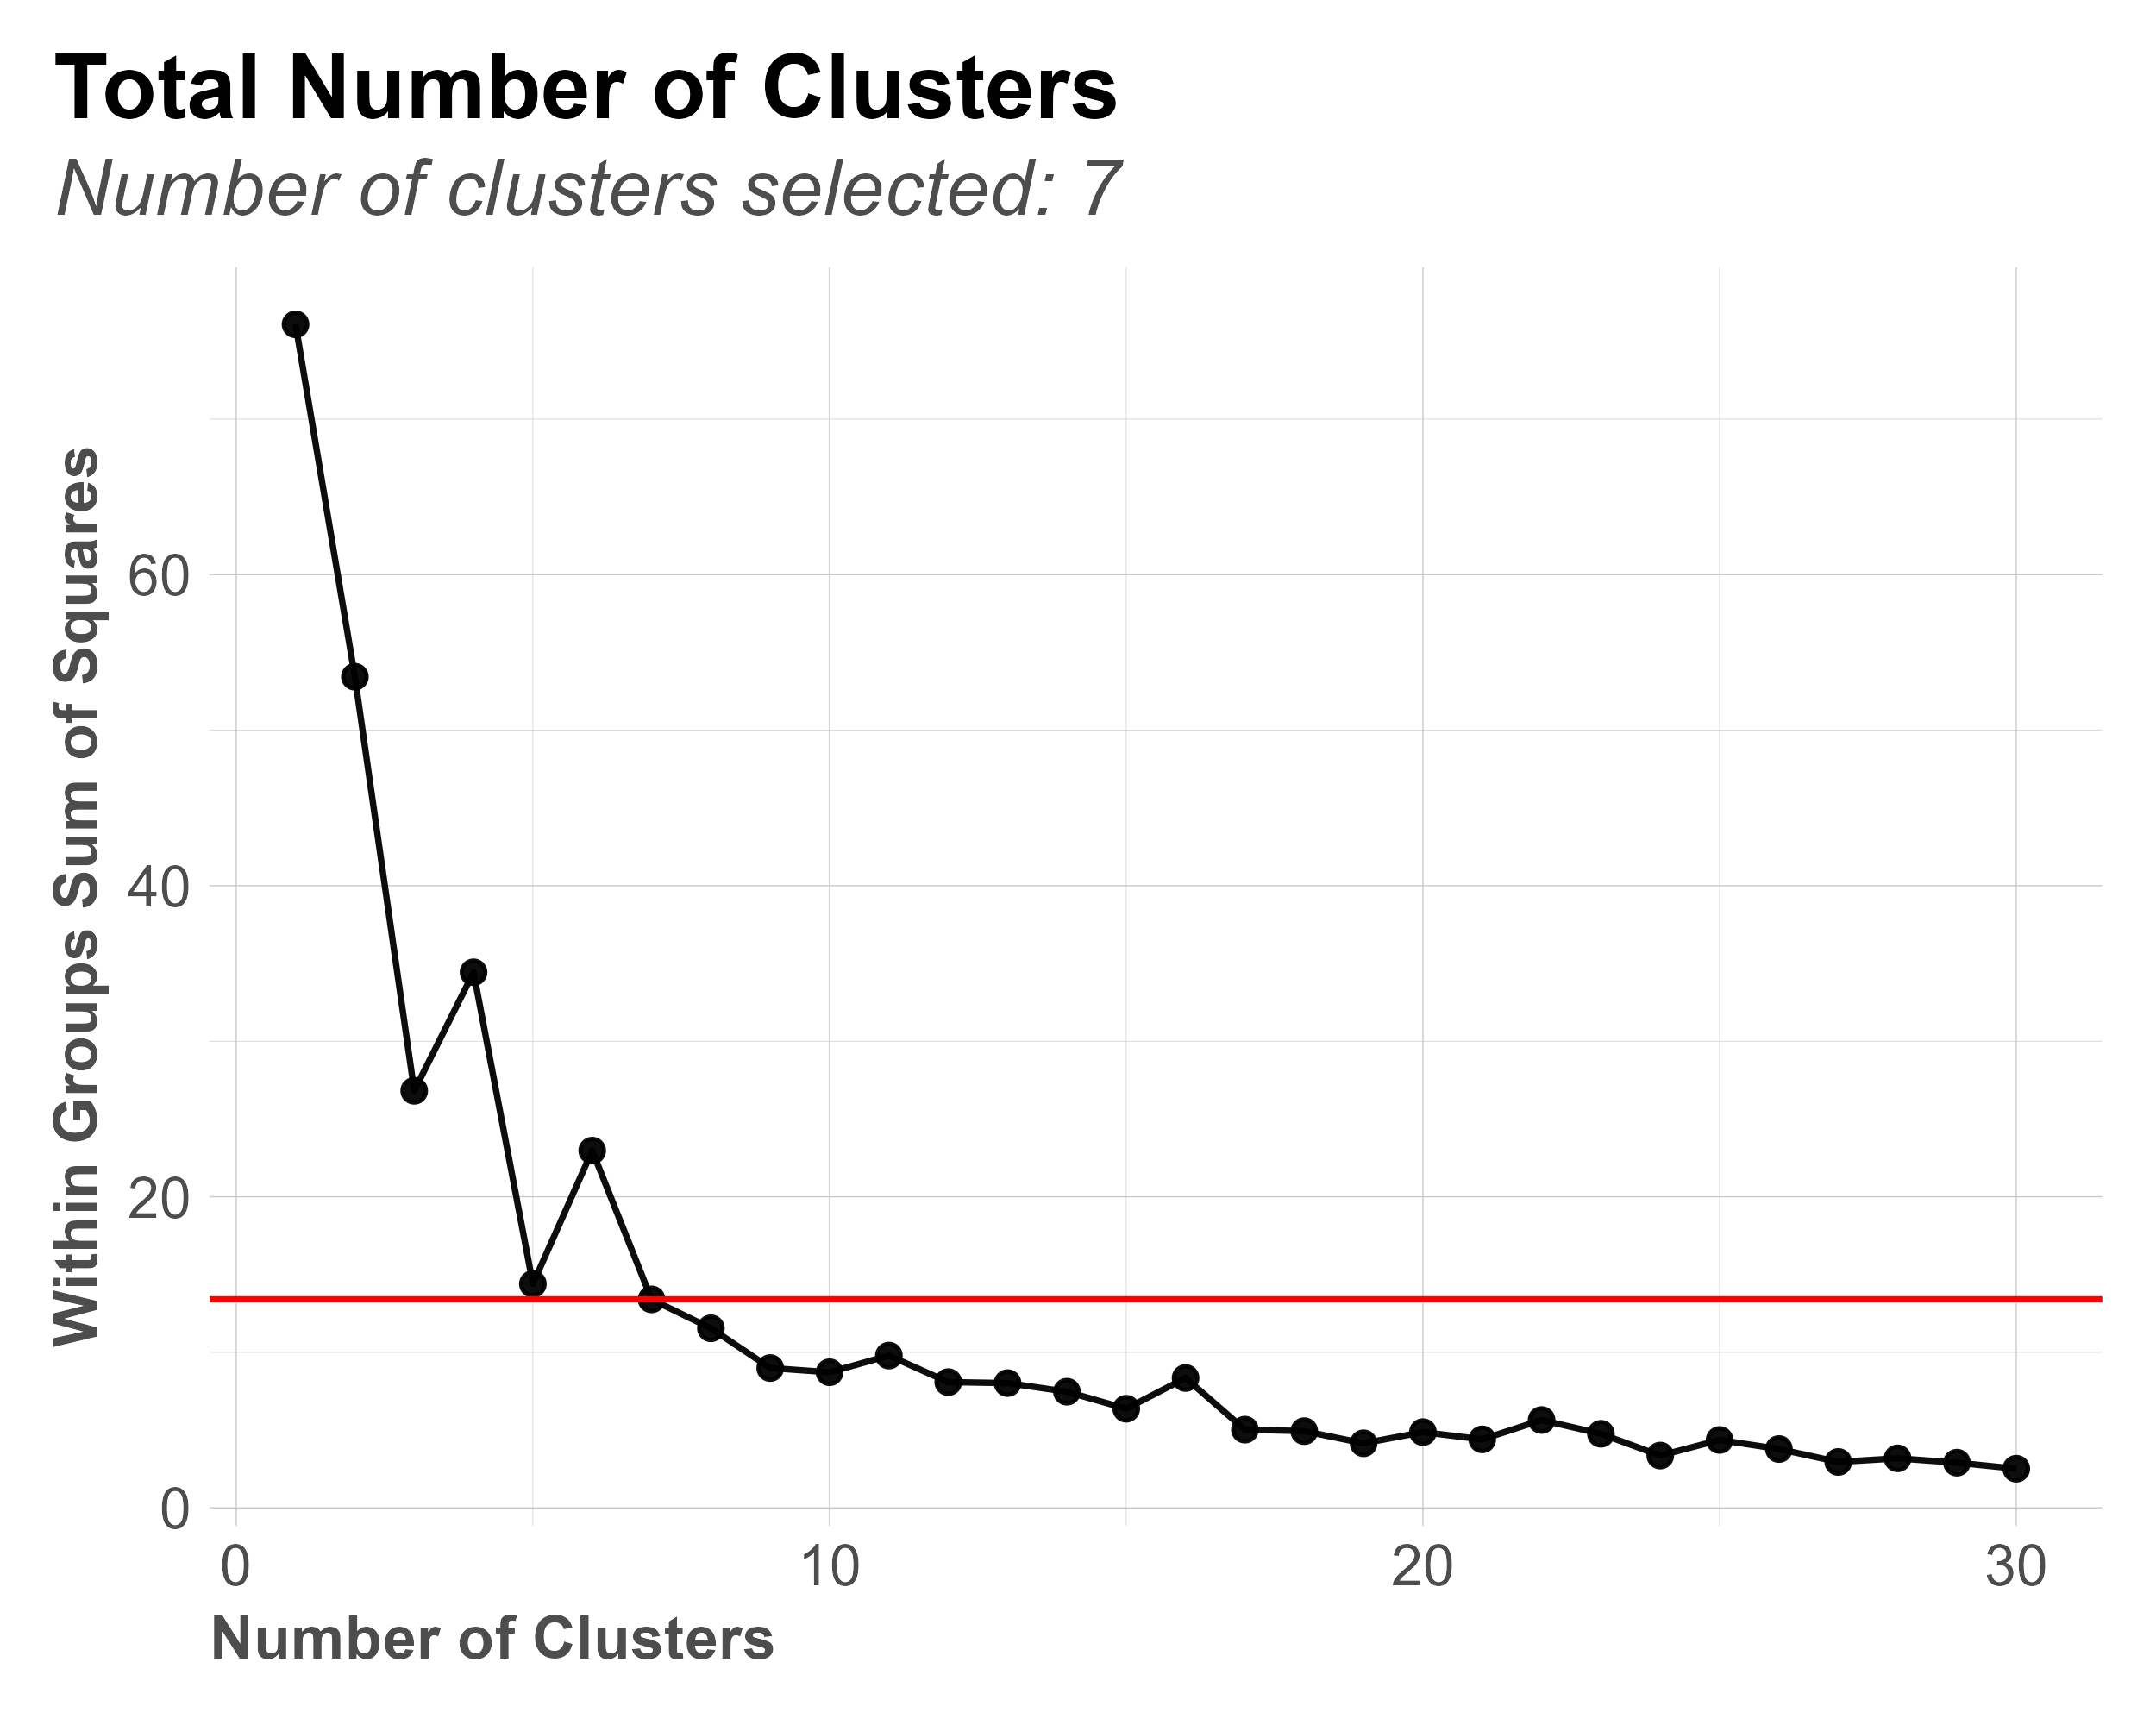 Total Number of Clusters
Number of clusters selected: 7
Within Groups Sum of Squares
60
40
20
0
0 10 20 30
Number of Clusters